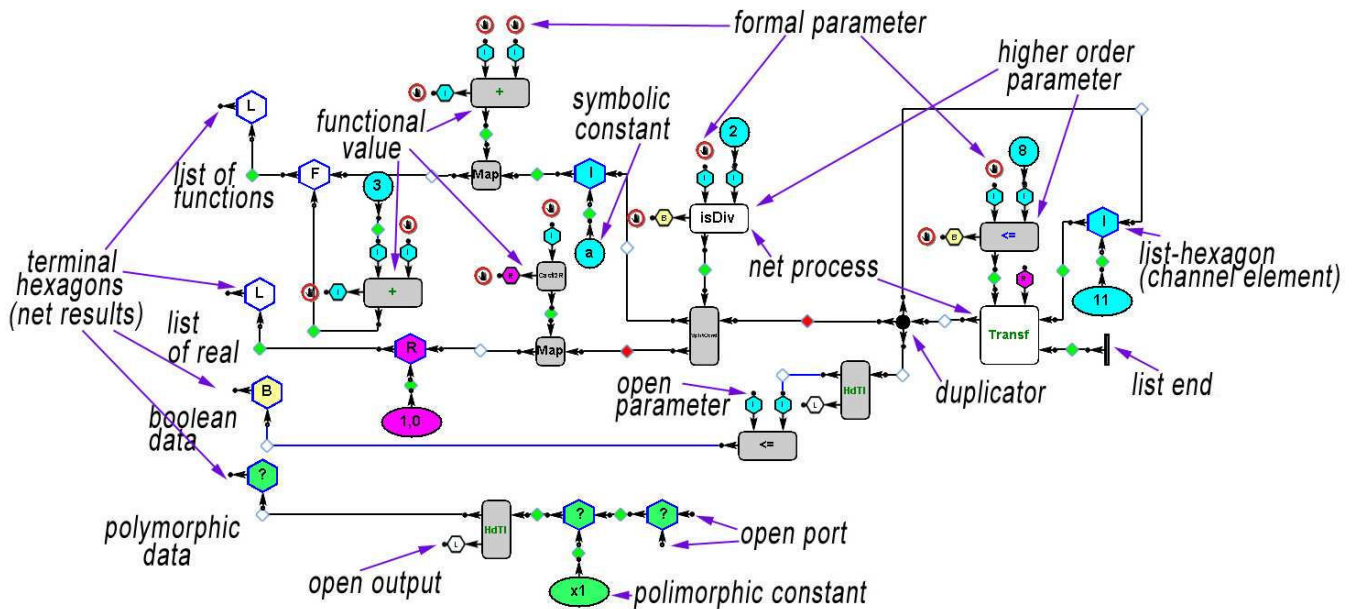 formal parameter
higher order
parameter
I
I
I
+
symbolic
constant
functional
value
L
2
8
list of
functions
F
3
Map
I
I
I
I
I
I
B
isDiv
B
<=
I
list-hexagon
(channel element)
I
I
I
R
a
net process
R
11
terminal
hexagons
(net results)
L
I
+
list
of real
R
Map
Transf
list end
duplicator
open
parameter
HdTl
B
I
I
L
boolean
data
1,0
<=
?
polymorphic
data
HdTl
?
?
open port
L
open output
x1
polimorphic constant